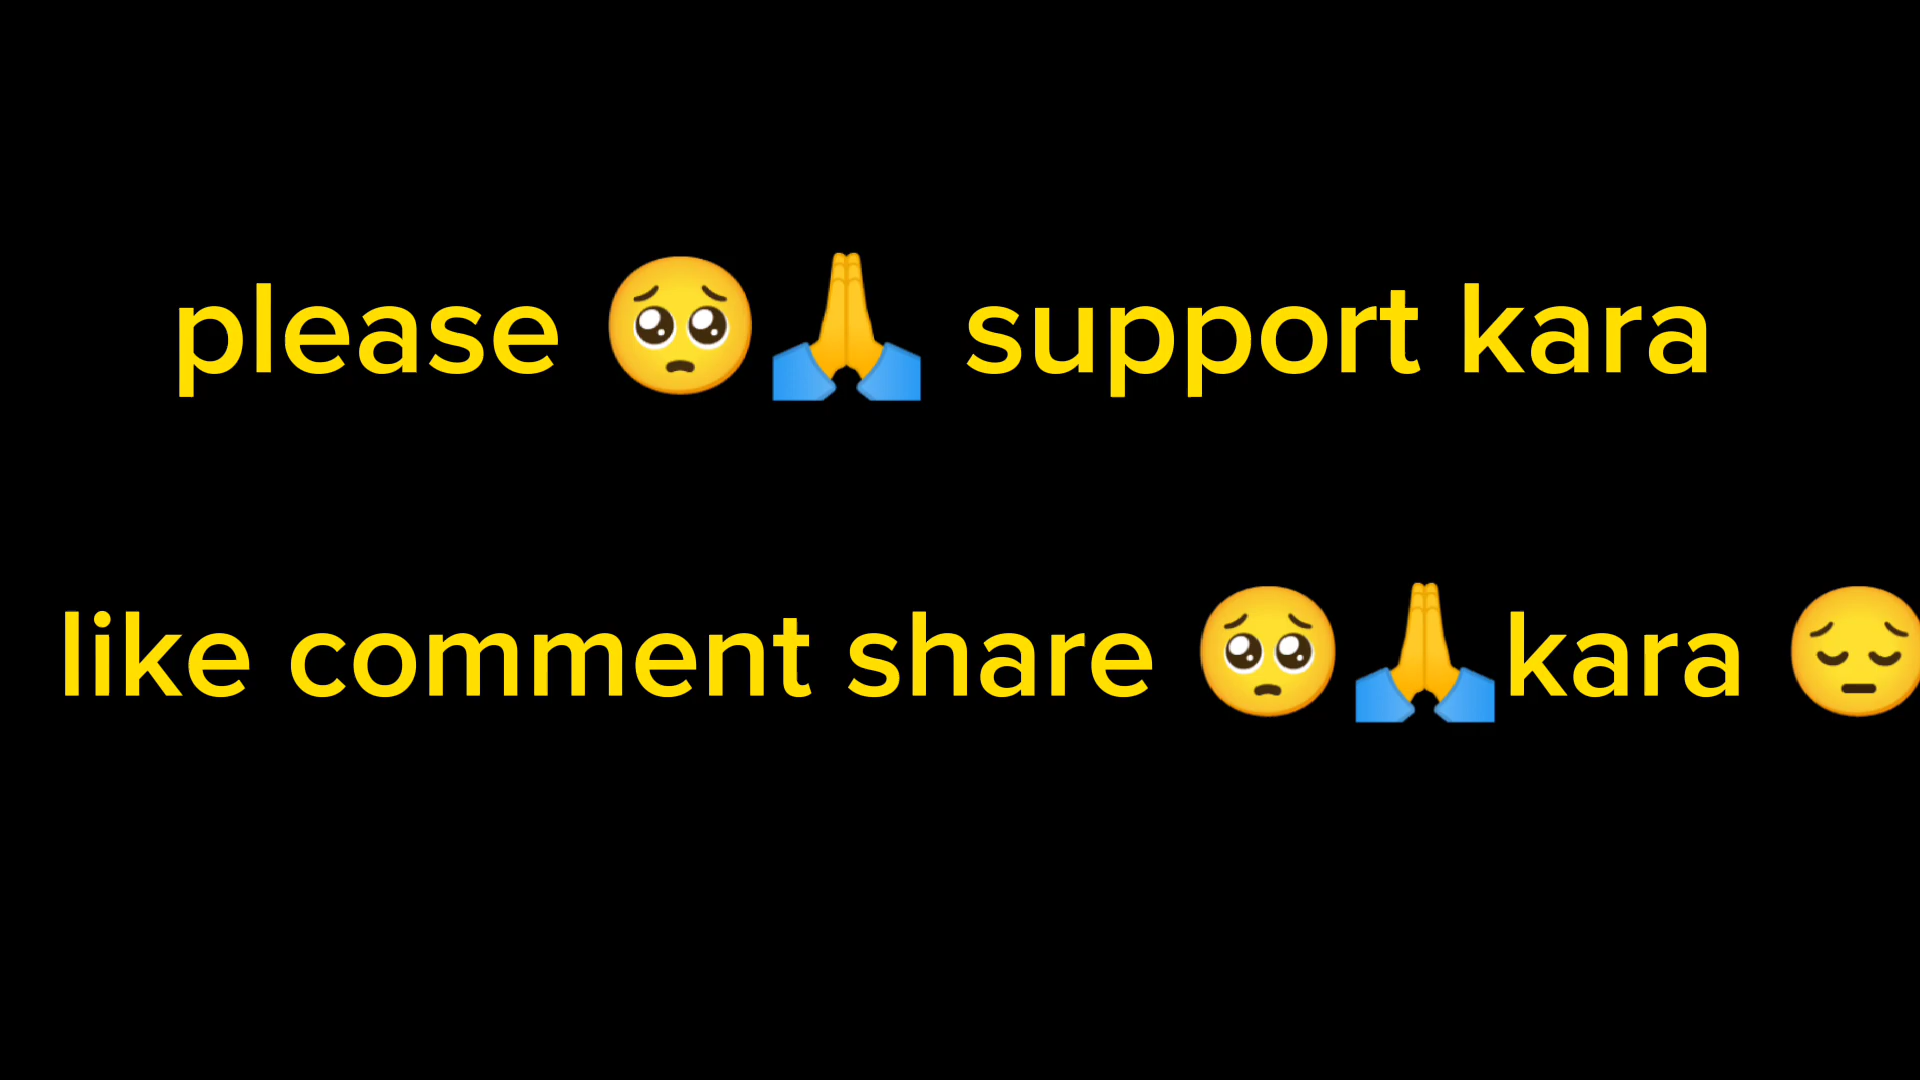 please 🥺🙏 support kara
like comment share 🥺🙏kara 😔